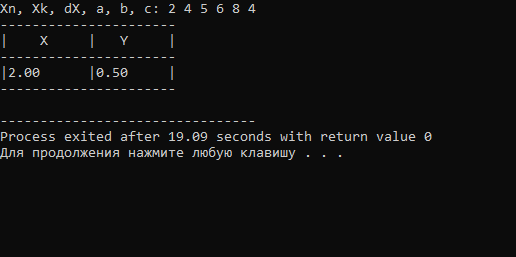 Xn, Xk, dX, a, b, c: 2 4 5 6 8 4
----------------------
|    X     |   Y     |
----------------------
|2.00      |0.50     |
----------------------

--------------------------------
Process exited after 19.09 seconds with return value 0
Для продолжения нажмите любую клавишу . . .